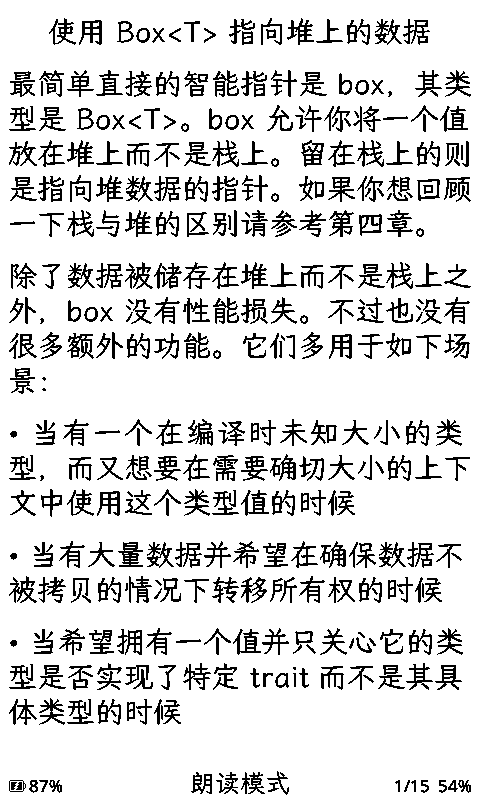 使用 Box<T> 指向堆上的数据
最简单直接的智能指针是 box，其类
型是 Box<T>。box 允许你将一个值
放在堆上而不是栈上。留在栈上的则
是指向堆数据的指针。如果你想回顾
一下栈与堆的区别请参考第四章。
除了数据被储存在堆上而不是栈上之
外，box 没有性能损失。不过也没有
很多额外的功能。它们多用于如下场
景：
• 当有一个在编译时未知大小的类
型，而又想要在需要确切大小的上下
文中使用这个类型值的时候
• 当有大量数据并希望在确保数据不
被拷贝的情况下转移所有权的时候
• 当希望拥有一个值并只关心它的类
型是否实现了特定 trait 而不是其具
体类型的时候
87% 朗读模式 1/15 54%